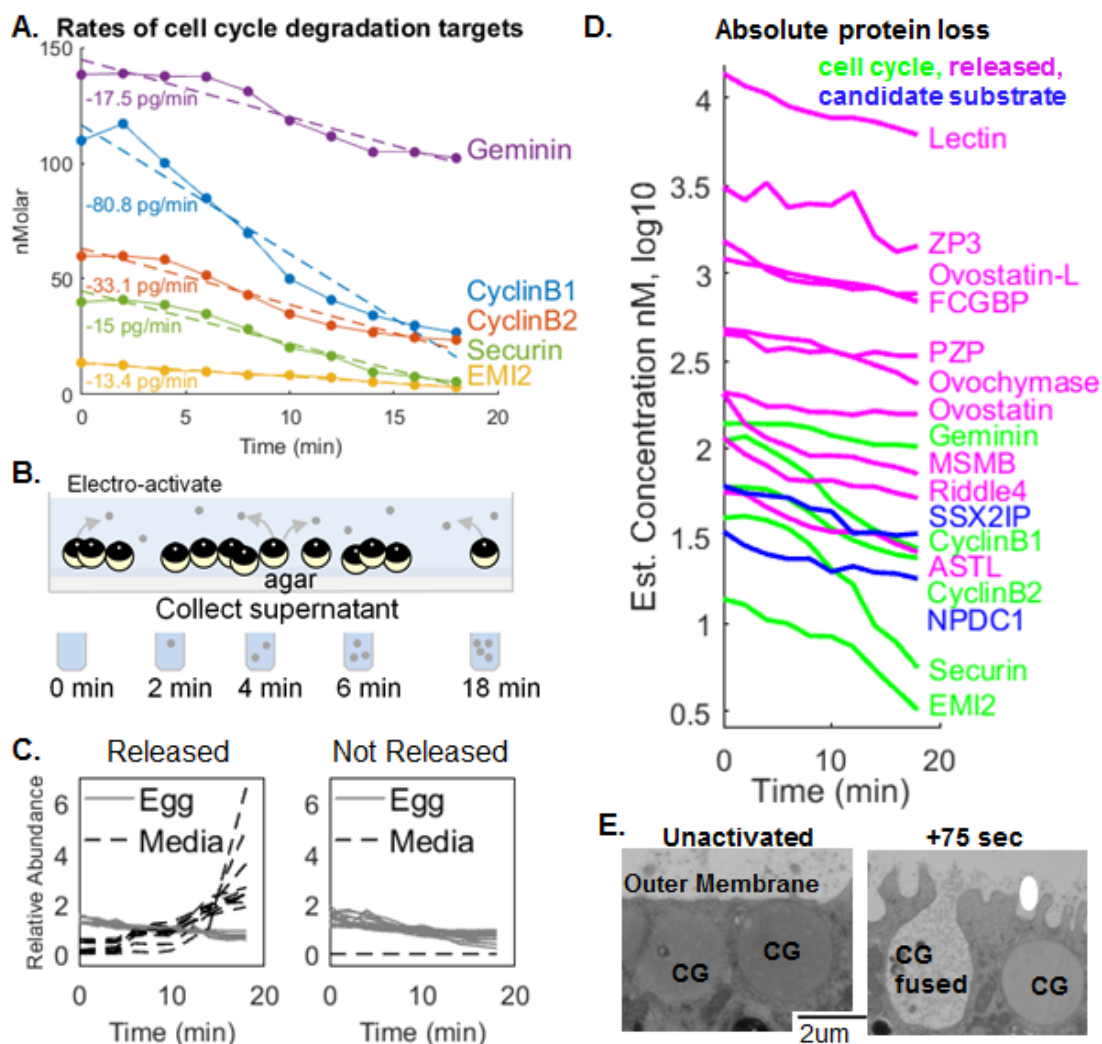 A. Rates of cell cycle degradation targets
150
100
50
0
nMolar
-17.5 pg/min
-80.8 pg/min
-33.1 pg/min
-15 pg/min
-13.4 pg/min
Geminin
CyclinB1
CyclinB2
Securin
EMI2
0 5 10 15 20
Time (min)
B.
Electro-activate
agar
Collect supernatant
0 min 2 min 4 min 6 min 18 min
C.
Released
Relative Abundance
6
4
2
0
Egg
Media
0 10 20
Time (min)
Not Released
6
4
2
0
Egg
Media
0 10 20
Time (min)
D. Absolute protein loss
cell cycle, released,
candidate substrate
Est. Concentration nM, log10
4
3.5
3
2.5
2
1.5
1
0.5
Lectin
ZP3
Ovostatin-L
FCGBP
PZP
Ovochymase
Ovostatin
Geminin
MSMB
Riddle4
SSX2IP
CyclinB1
ASTL
CyclinB2
NPDC1
Securin
EMI2
0 10 20
Time (min)
E.
Unactivated
Outer Membrane
CG
CG
+75 sec
CG
fused
CG
2um